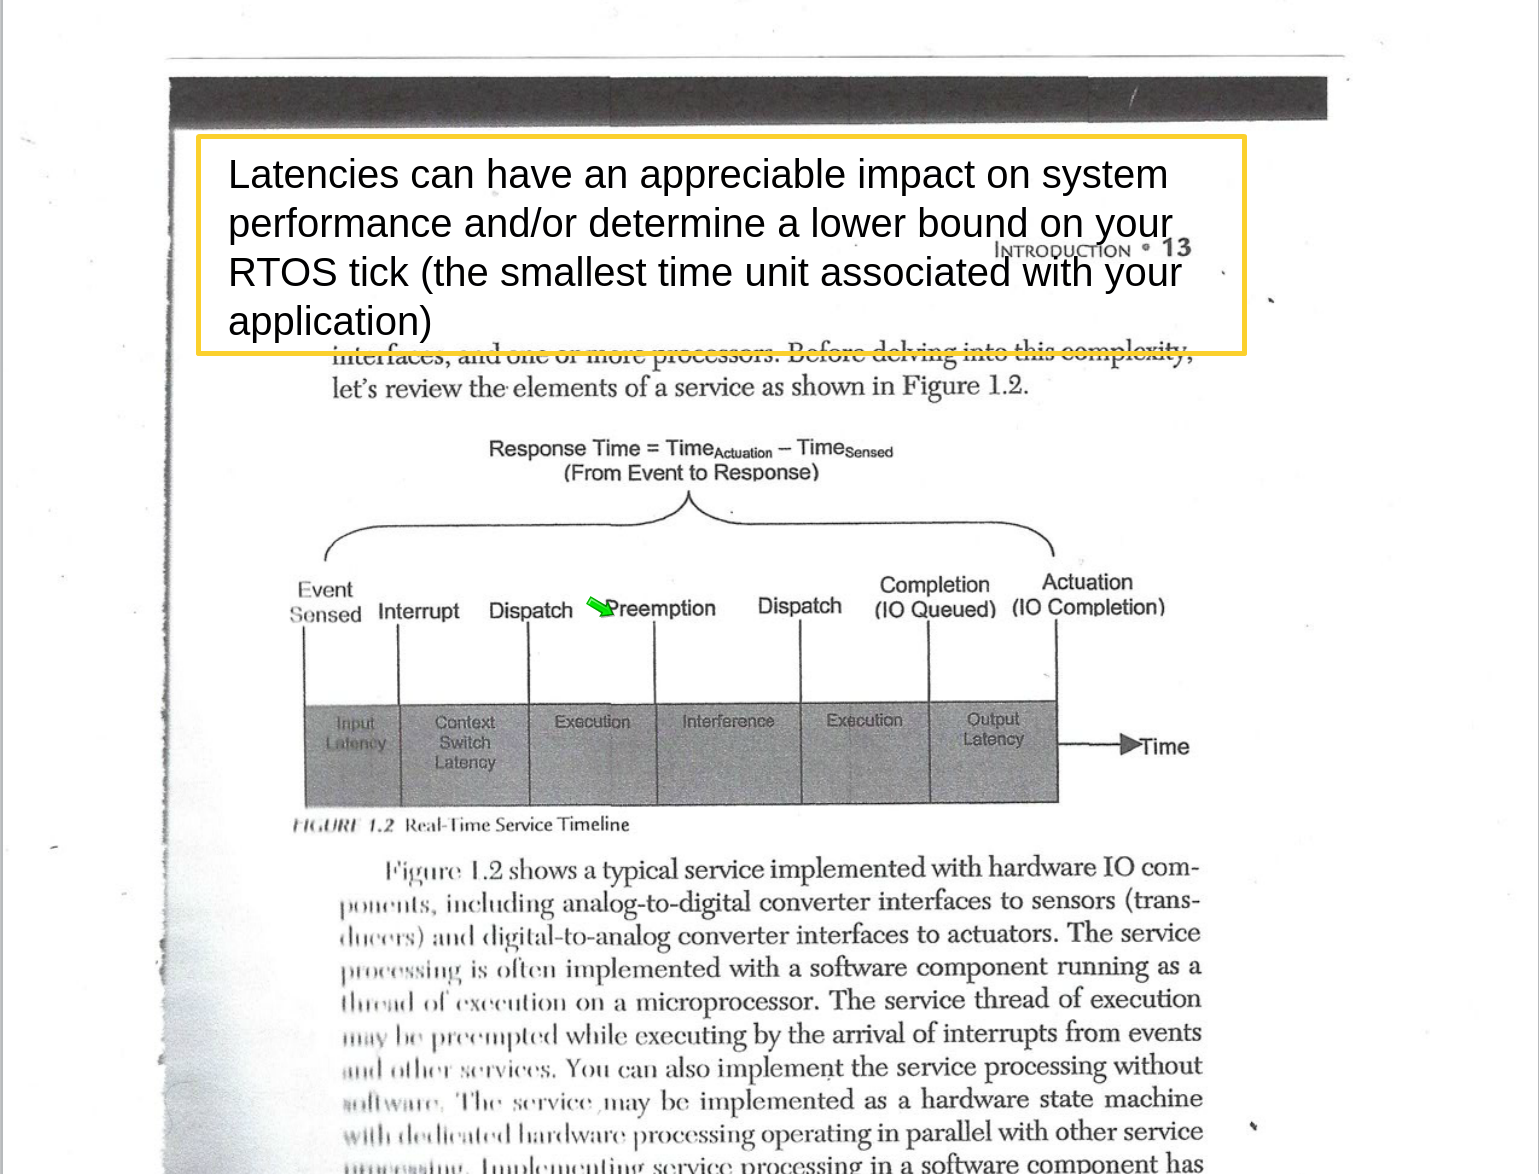 Latencies can have an appreciable impact on system
performance and/or determine a lower bound on your
INTRODUCTION • 13
RTOS tick (the smallest time unit associated with your
application)
interfaces, and one or more processors. Before delving into this complexity,
let's review the elements of a service as shown in Figure 1.2.
Response Time = TimeActuation – TimeSensed
(From Event to Response)
Event Sensed
Interrupt
Dispatch
Preemption
Dispatch
Completion (IO Queued)
Actuation (IO Completion)
Input Latency
Context Switch Latency
Execution
Interference
Execution
Output Latency
Time
FIGURE 1.2 Real-Time Service Timeline
Figure 1.2 shows a typical service implemented with hardware IO com-
ponents, including analog-to-digital converter interfaces to sensors (trans-
ducers) and digital-to-analog converter interfaces to actuators. The service
processing is often implemented with a software component running as a
thread of execution on a microprocessor. The service thread of execution
may be preempted while executing by the arrival of interrupts from events
and other services. You can also implement the service processing without
software. The service may be implemented as a hardware state machine
with dedicated hardware processing operating in parallel with other service
processing. Implementing service processing in a software component has